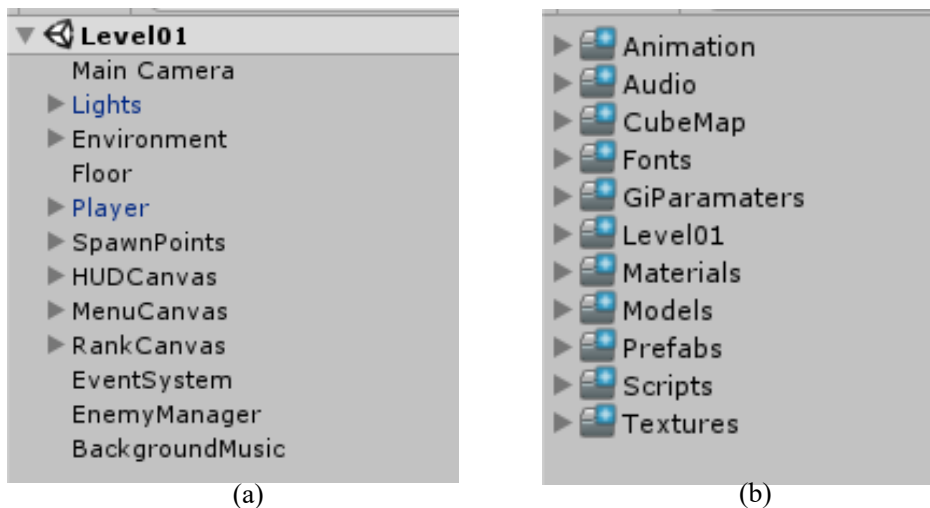 Level01
Main Camera
Lights
Environment
Floor
Player
SpawnPoints
HUDCanvas
MenuCanvas
RankCanvas
EventSystem
EnemyManager
BackgroundMusic
(a)
Animation
Audio
CubeMap
Fonts
GiParamaters
Level01
Materials
Models
Prefabs
Scripts
Textures
(b)